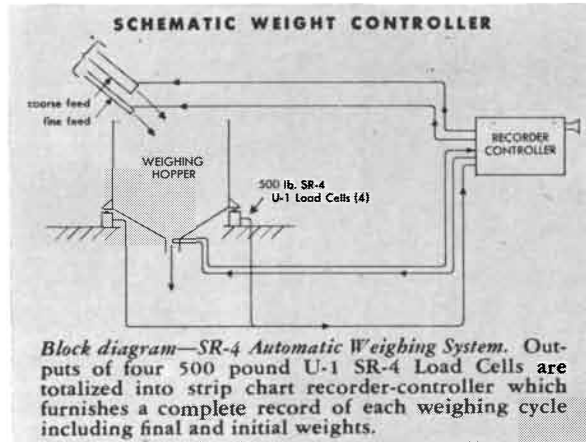 SCHEMATIC WEIGHT CONTROLLER
coarse feed
fine feed
WEIGHING
HOPPER
500 lb. SR-4
U-1 Load Cells (4)
RECORDER
CONTROLLER
Block diagram—SR-4 Automatic Weighing System. Out-
puts of four 500 pound U-1 SR-4 Load Cells are
totalized into strip chart recorder-controller which
furnishes a complete record of each weighing cycle
including final and initial weights.